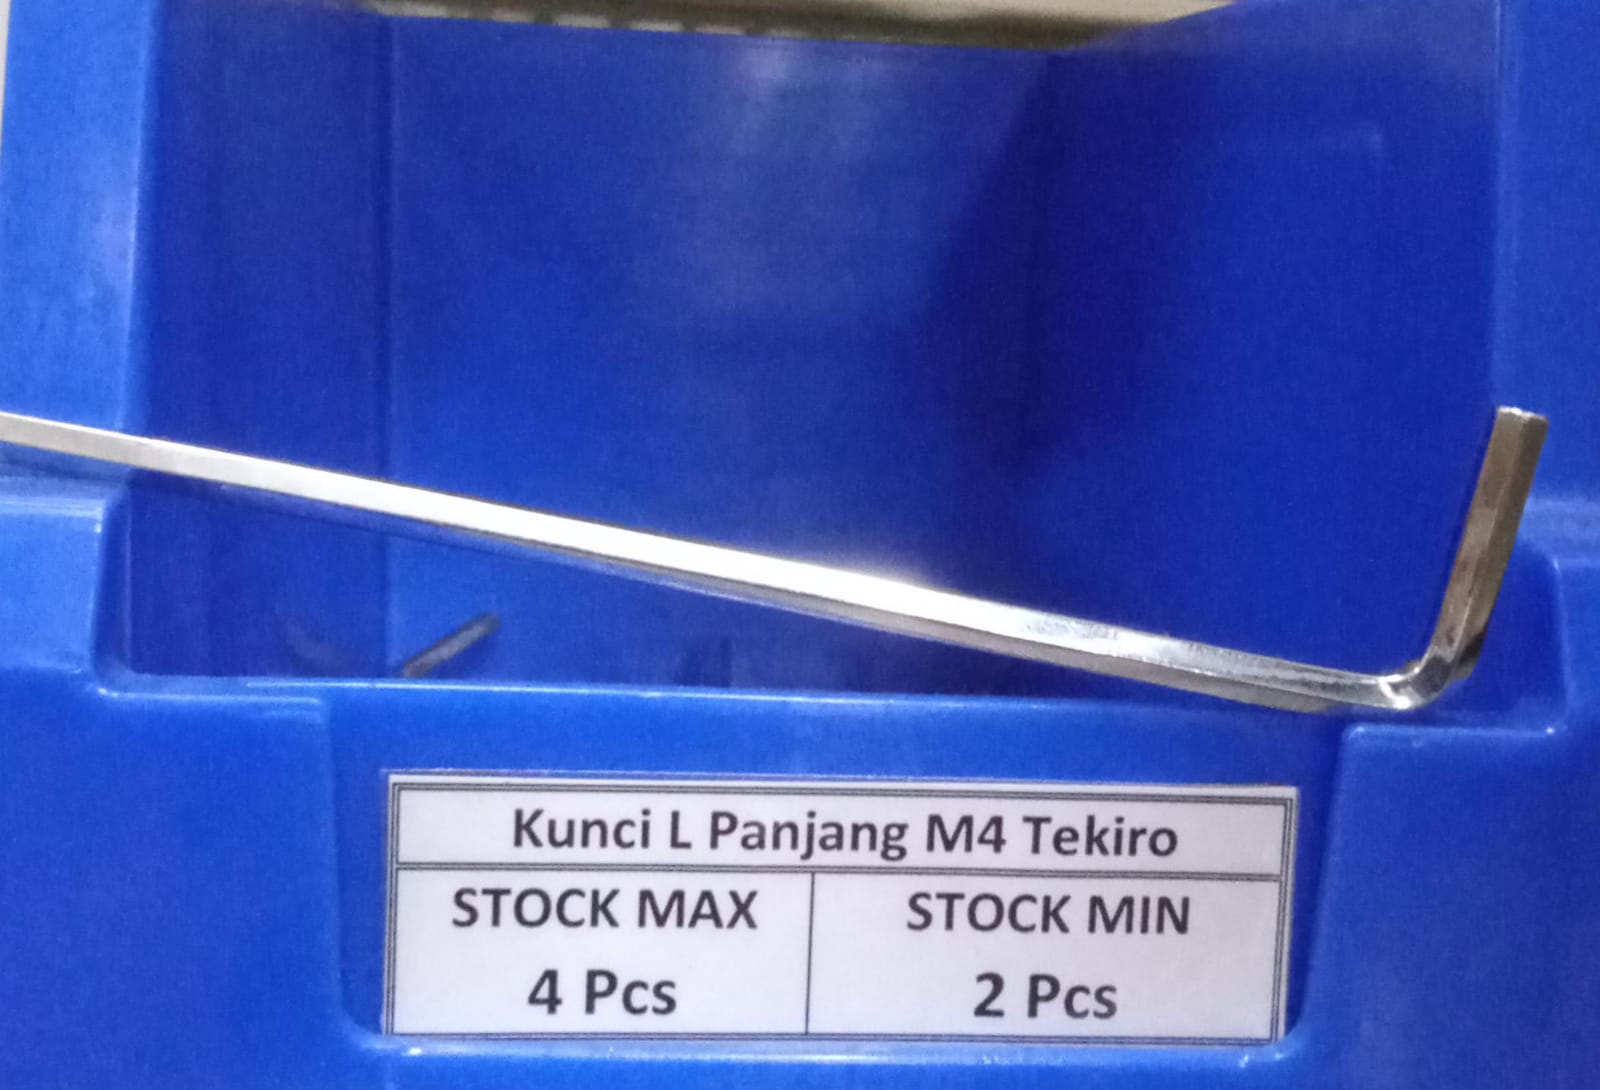 Kunci L Panjang M4 Tekiro
STOCK MAX
STOCK MIN
4 Pcs
2 Pcs